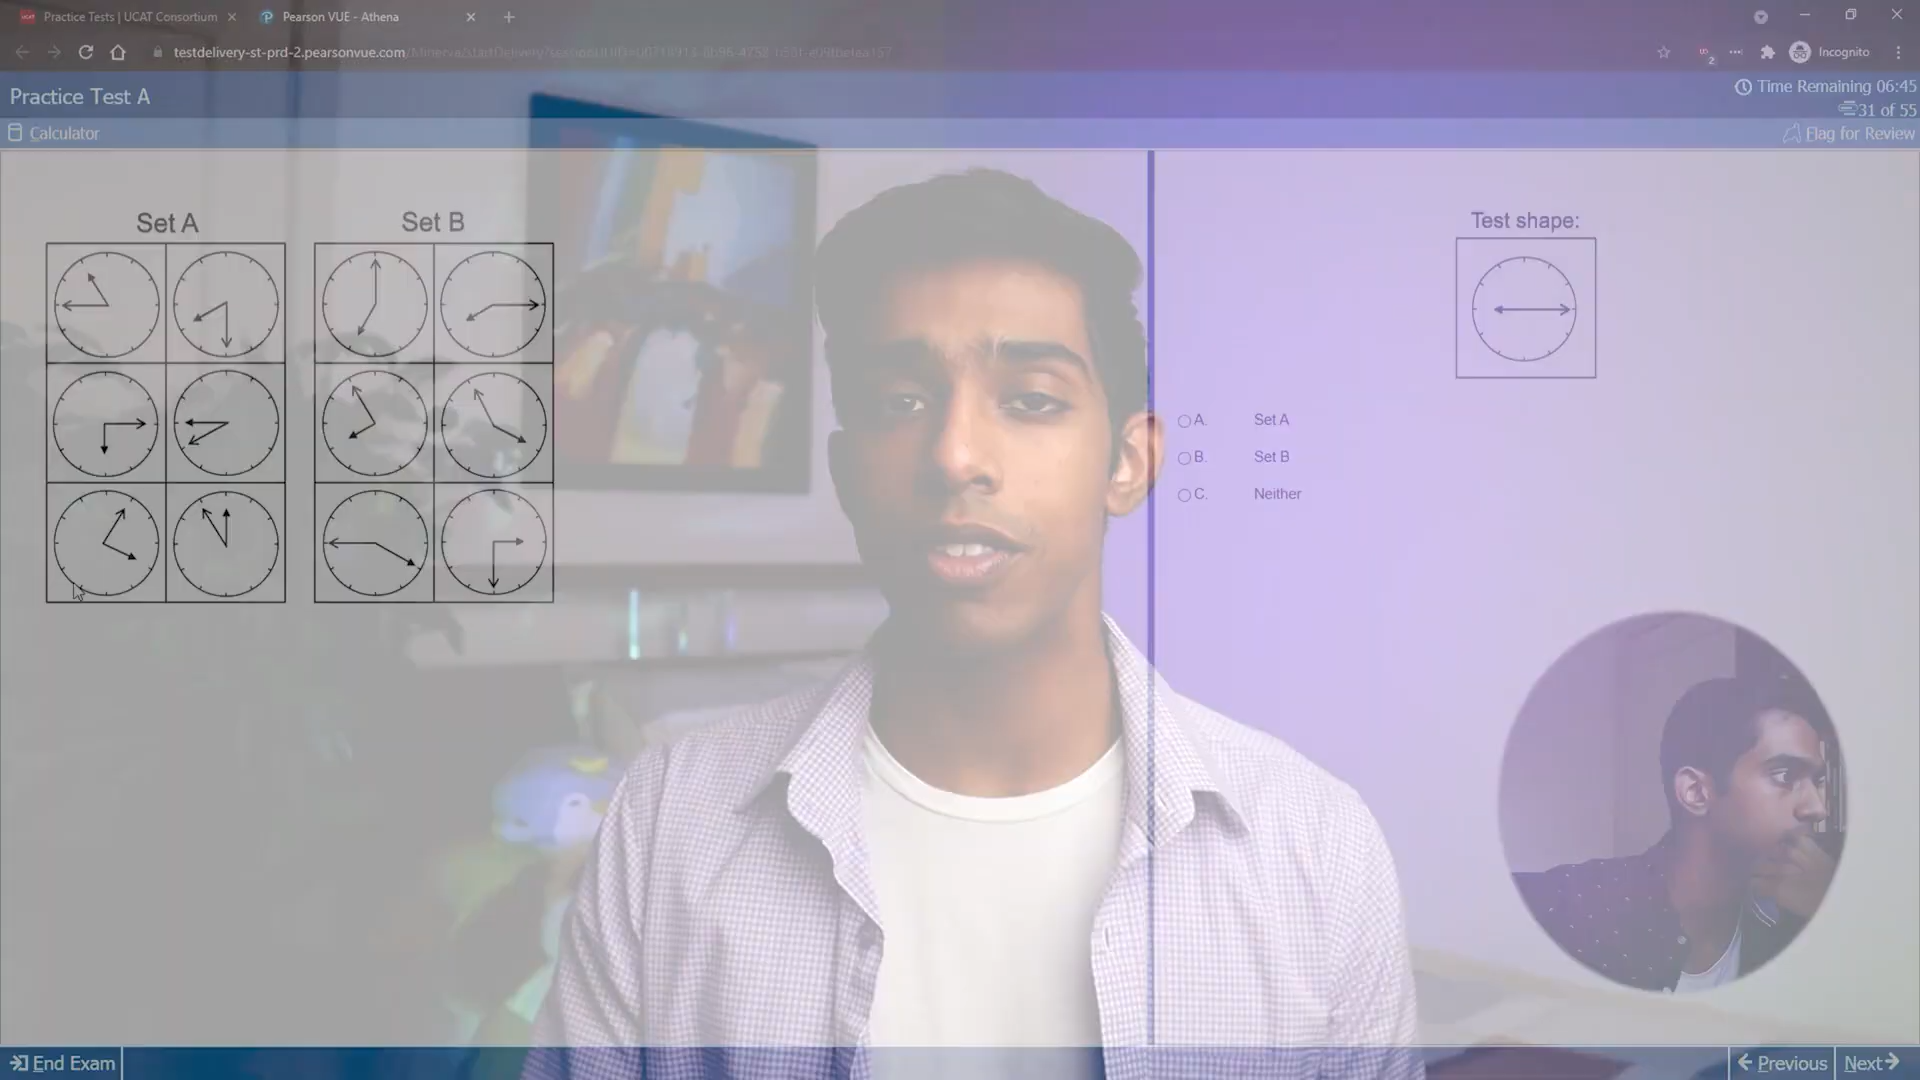 Practice Tests | UCAT Consortium
Pearson VUE - Athena
testdelivery-st-prd-2.pearsonvue.com
2
Incognito
Practice Test A
Time Remaining 06:45
31 of 55
Calculator
Flag for Review
Set A
Set B
Test shape:
A. Set A
B. Set B
C. Neither
End Exam
Previous
Next